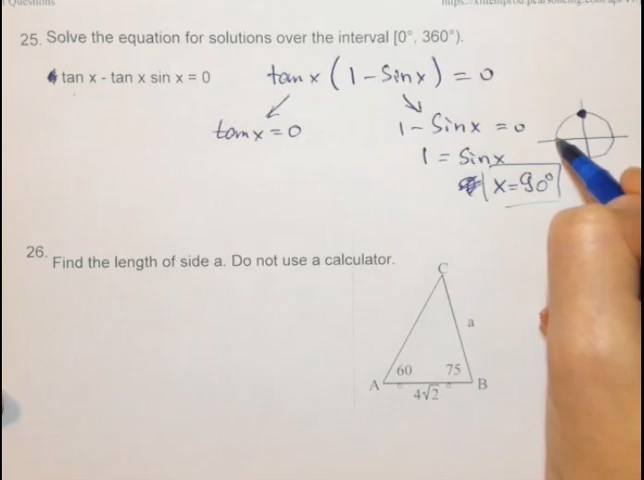 Questions
25. Solve the equation for solutions over the interval [0°, 360°).
tan x - tan x sin x = 0
tan x (1 - Sin x) = 0
tan x = 0
1 - Sin x = 0
1 = Sin x
x = 90°
26. Find the length of side a. Do not use a calculator.
C
a
60 75
A B
4√2